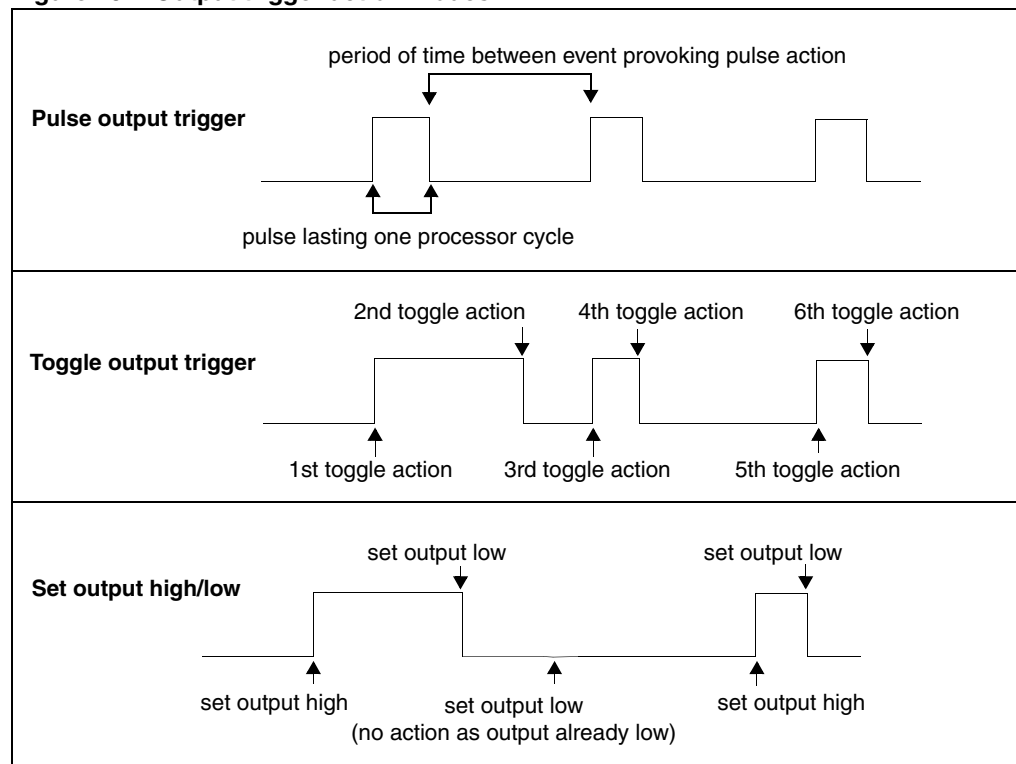 period of time between event provoking pulse action
Pulse output trigger
pulse lasting one processor cycle
2nd toggle action 4th toggle action 6th toggle action
Toggle output trigger
1st toggle action 3rd toggle action 5th toggle action
set output low set output low
Set output high/low
set output high set output low set output high
(no action as output already low)